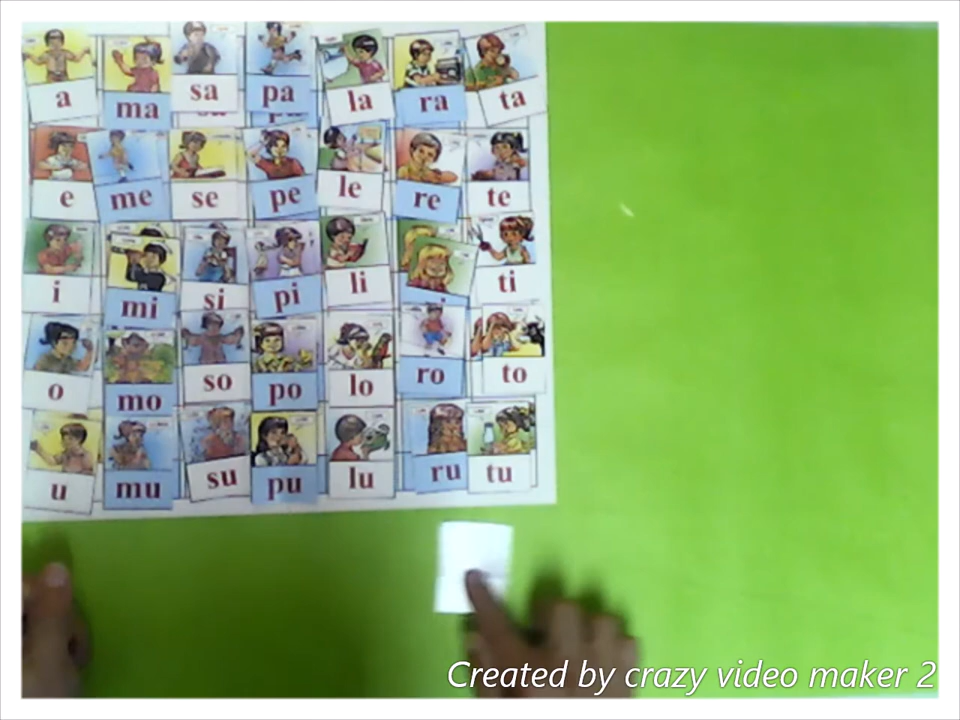 a ma sa pa la ra ta
e me se pe le re te
i mi si pi li ti
o mo so po lo ro to
u mu su pu lu ru tu
Created by crazy video maker 2